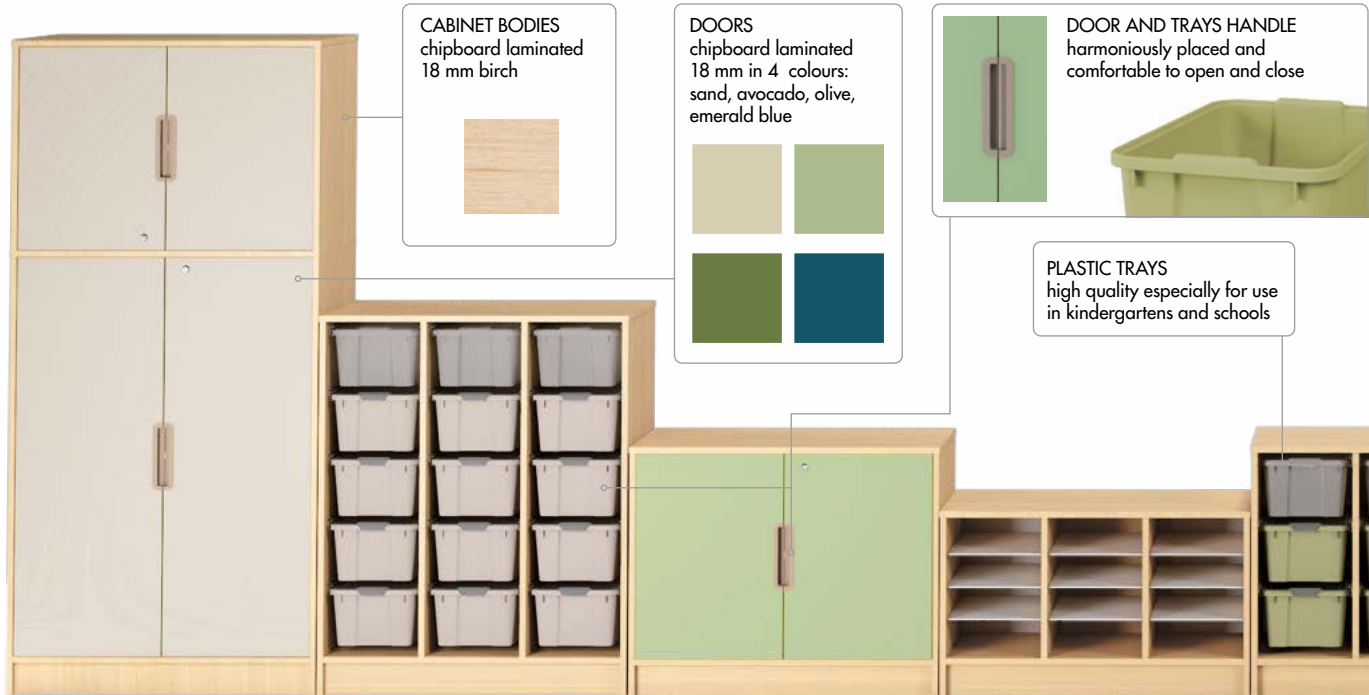 CABINET BODIES
chipboard laminated
18 mm birch
DOORS
chipboard laminated
18 mm in 4 colours:
sand, avocado, olive,
emerald blue
DOOR AND TRAYS HANDLE
harmoniously placed and
comfortable to open and close
PLASTIC TRAYS
high quality especially for use
in kindergartens and schools